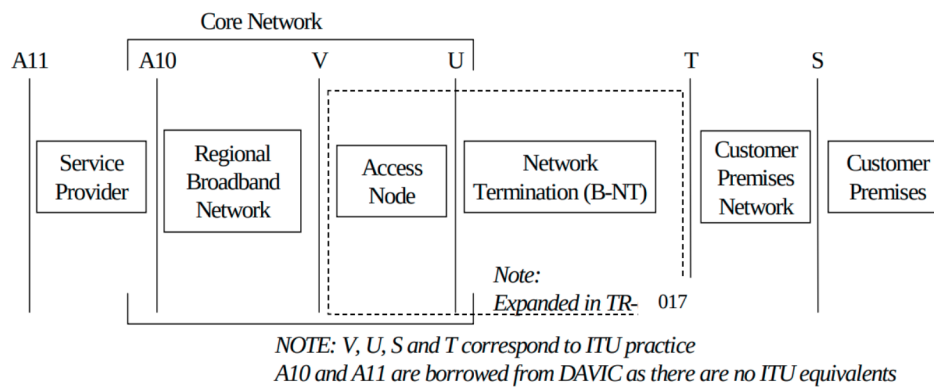 Core Network
A11
A10
V
U
T
S
Service
Provider
Regional
Broadband
Network
Access
Node
Network
Termination (B-NT)
Customer
Premises
Network
Customer
Premises
Note:
Expanded in TR- 017
NOTE: V, U, S and T correspond to ITU practice
A10 and A11 are borrowed from DAVIC as there are no ITU equivalents